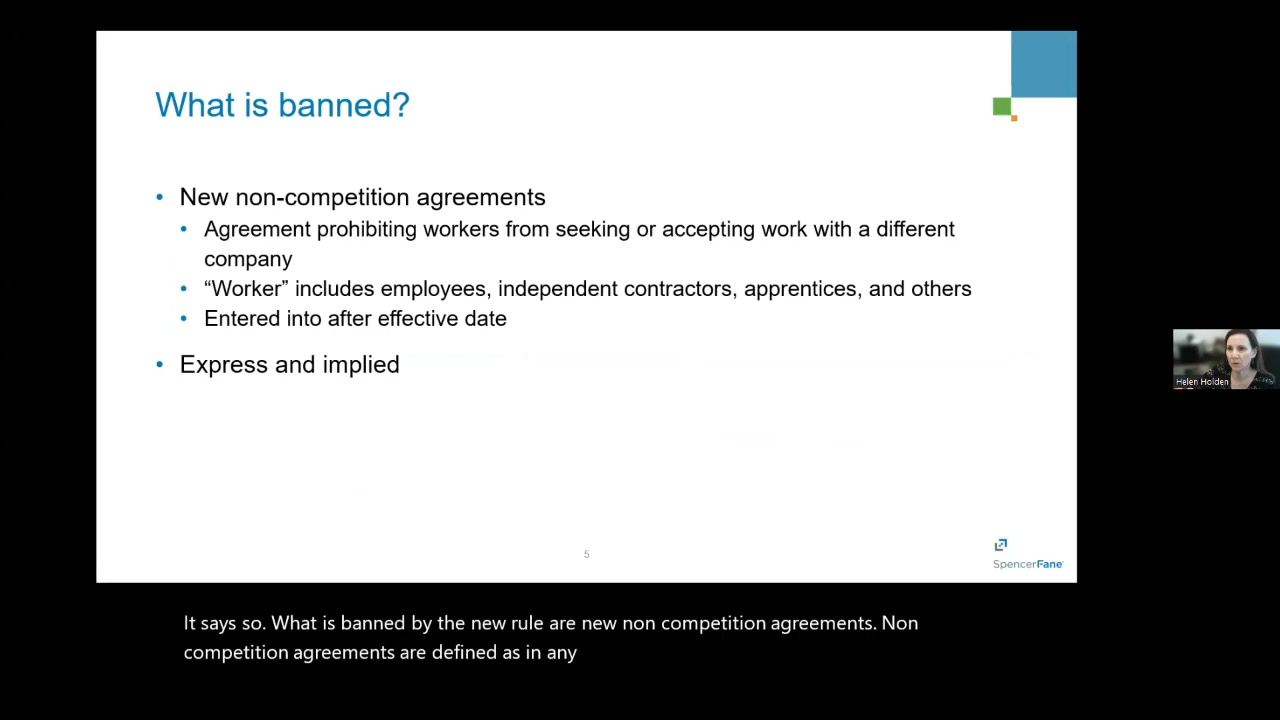 What is banned?
• New non-competition agreements
• Agreement prohibiting workers from seeking or accepting work with a different
company
• “Worker” includes employees, independent contractors, apprentices, and others
• Entered into after effective date
• Express and implied
Helen Holden
5
SpencerFane
It says so. What is banned by the new rule are new non competition agreements. Non
competition agreements are defined as in any